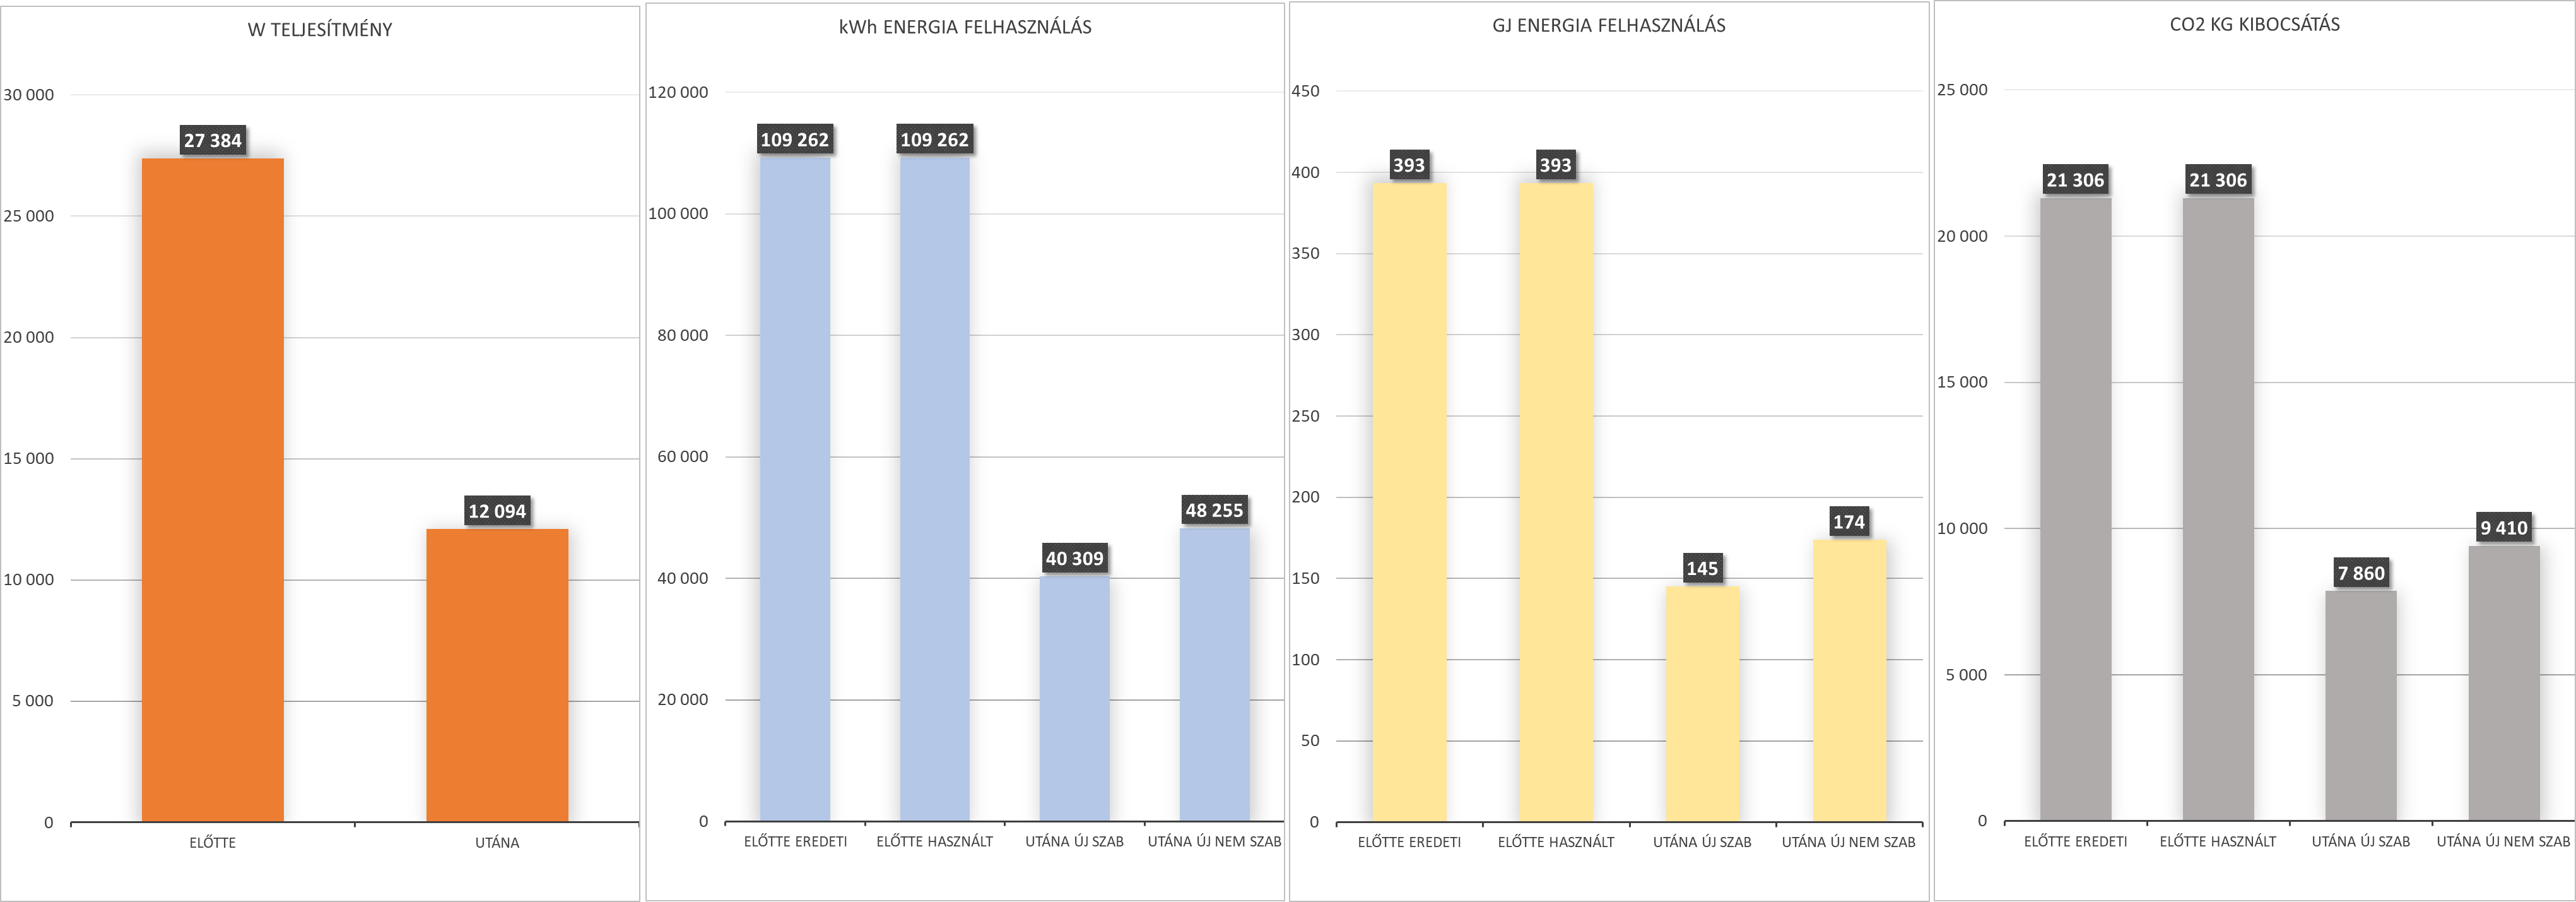 W TELJESÍTMÉNY
30 000
25 000
20 000
15 000
10 000
5 000
0
27 384
12 094
ELŐTTE
UTÁNA
kWh ENERGIA FELHASZNÁLÁS
120 000
100 000
80 000
60 000
40 000
20 000
0
109 262
109 262
40 309
48 255
ELŐTTE EREDETI
ELŐTTE HASZNÁLT
UTÁNA ÚJ SZAB
UTÁNA ÚJ NEM SZAB
GJ ENERGIA FELHASZNÁLÁS
450
400
350
300
250
200
150
100
50
0
393
393
145
174
ELŐTTE EREDETI
ELŐTTE HASZNÁLT
UTÁNA ÚJ SZAB
UTÁNA ÚJ NEM SZAB
CO2 KG KIBOCSÁTÁS
25 000
20 000
15 000
10 000
5 000
0
21 306
21 306
7 860
9 410
ELŐTTE EREDETI
ELŐTTE HASZNÁLT
UTÁNA ÚJ SZAB
UTÁNA ÚJ NEM SZAB